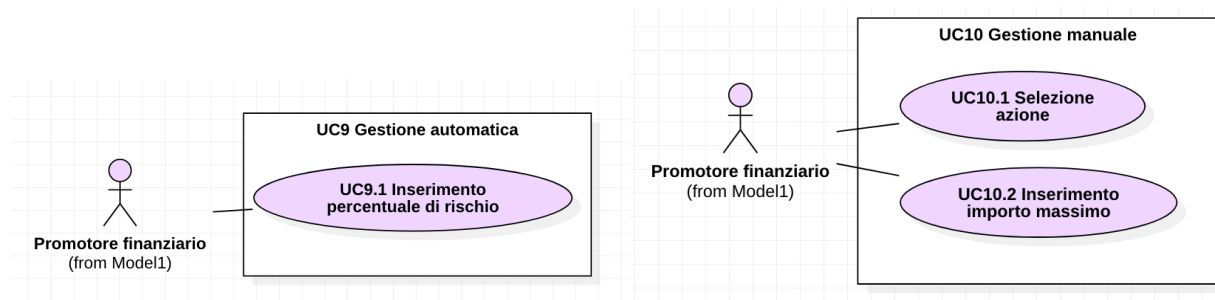 UC9 Gestione automatica
UC9.1 Inserimento
percentuale di rischio
Promotore finanziario
(from Model1)
UC10 Gestione manuale
UC10.1 Selezione
azione
Promotore finanziario
(from Model1)
UC10.2 Inserimento
importo massimo